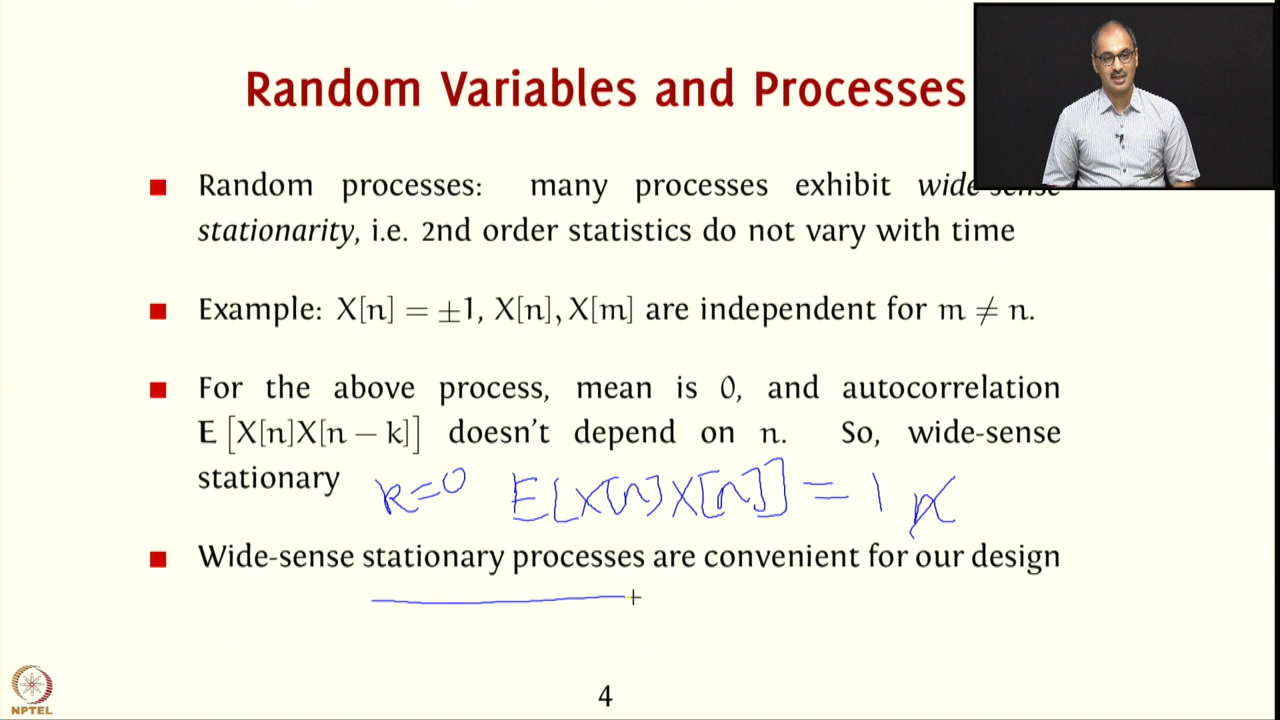 Random Variables and Processes
Random processes: many processes exhibit wide-sense
stationarity, i.e. 2nd order statistics do not vary with time
Example: X[n] = ±1, X[n], X[m] are independent for m ≠ n.
For the above process, mean is 0, and autocorrelation
E [X[n]X[n − k]] doesn't depend on n. So, wide-sense
stationary
k=0 E[X[n]X[n]] = 1
Wide-sense stationary processes are convenient for our design
4
NPTEL